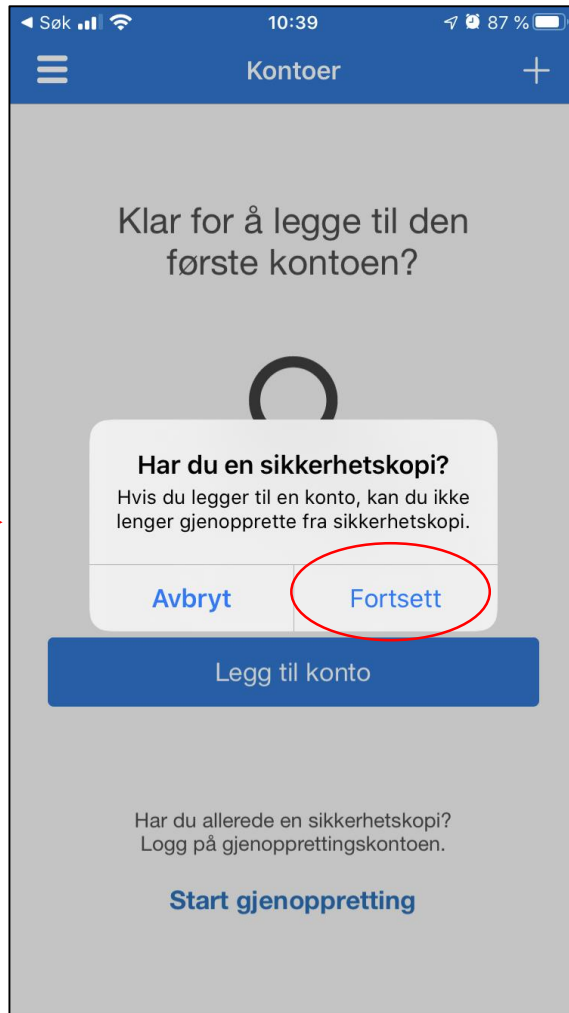 Søk 10:39 87 %
Kontoer
Klar for å legge til den
første kontoen?
Har du en sikkerhetskopi?
Hvis du legger til en konto, kan du ikke
lenger gjenopprette fra sikkerhetskopi.
Avbryt Fortsett
Legg til konto
Har du allerede en sikkerhetskopi?
Logg på gjenopprettingskontoen.
Start gjenoppretting